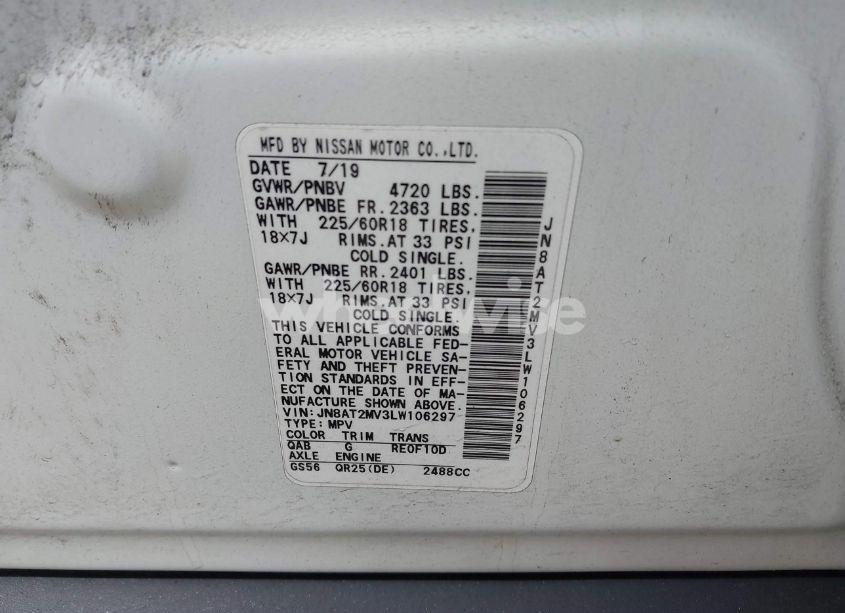 MFD BY NISSAN MOTOR CO.,LTD.
DATE 7/19
GVWR/PNBV 4720 LBS.
GAWR/PNBE FR. 2363 LBS.
WITH 225/60R18 TIRES,
18X7J RIMS.AT 33 PSI
COLD SINGLE.
GAWR/PNBE RR. 2401 LBS.
WITH 225/60R18 TIRES,
18X7J RIMS.AT 33 PSI
COLD SINGLE.
THIS VEHICLE CONFORMS
TO ALL APPLICABLE FED-
ERAL MOTOR VEHICLE SA-
FETY AND THEFT PREVEN-
TION STANDARDS IN EFF-
ECT ON THE DATE OF MA-
NUFACTURE SHOWN ABOVE.
VIN:JN8AT2MV3LW106297
TYPE:MPV
COLOR TRIM TRANS
QAB G RE0F10D
AXLE ENGINE
GS56 QR25(DE) 2488CC
JN8AT2MV3LW106297